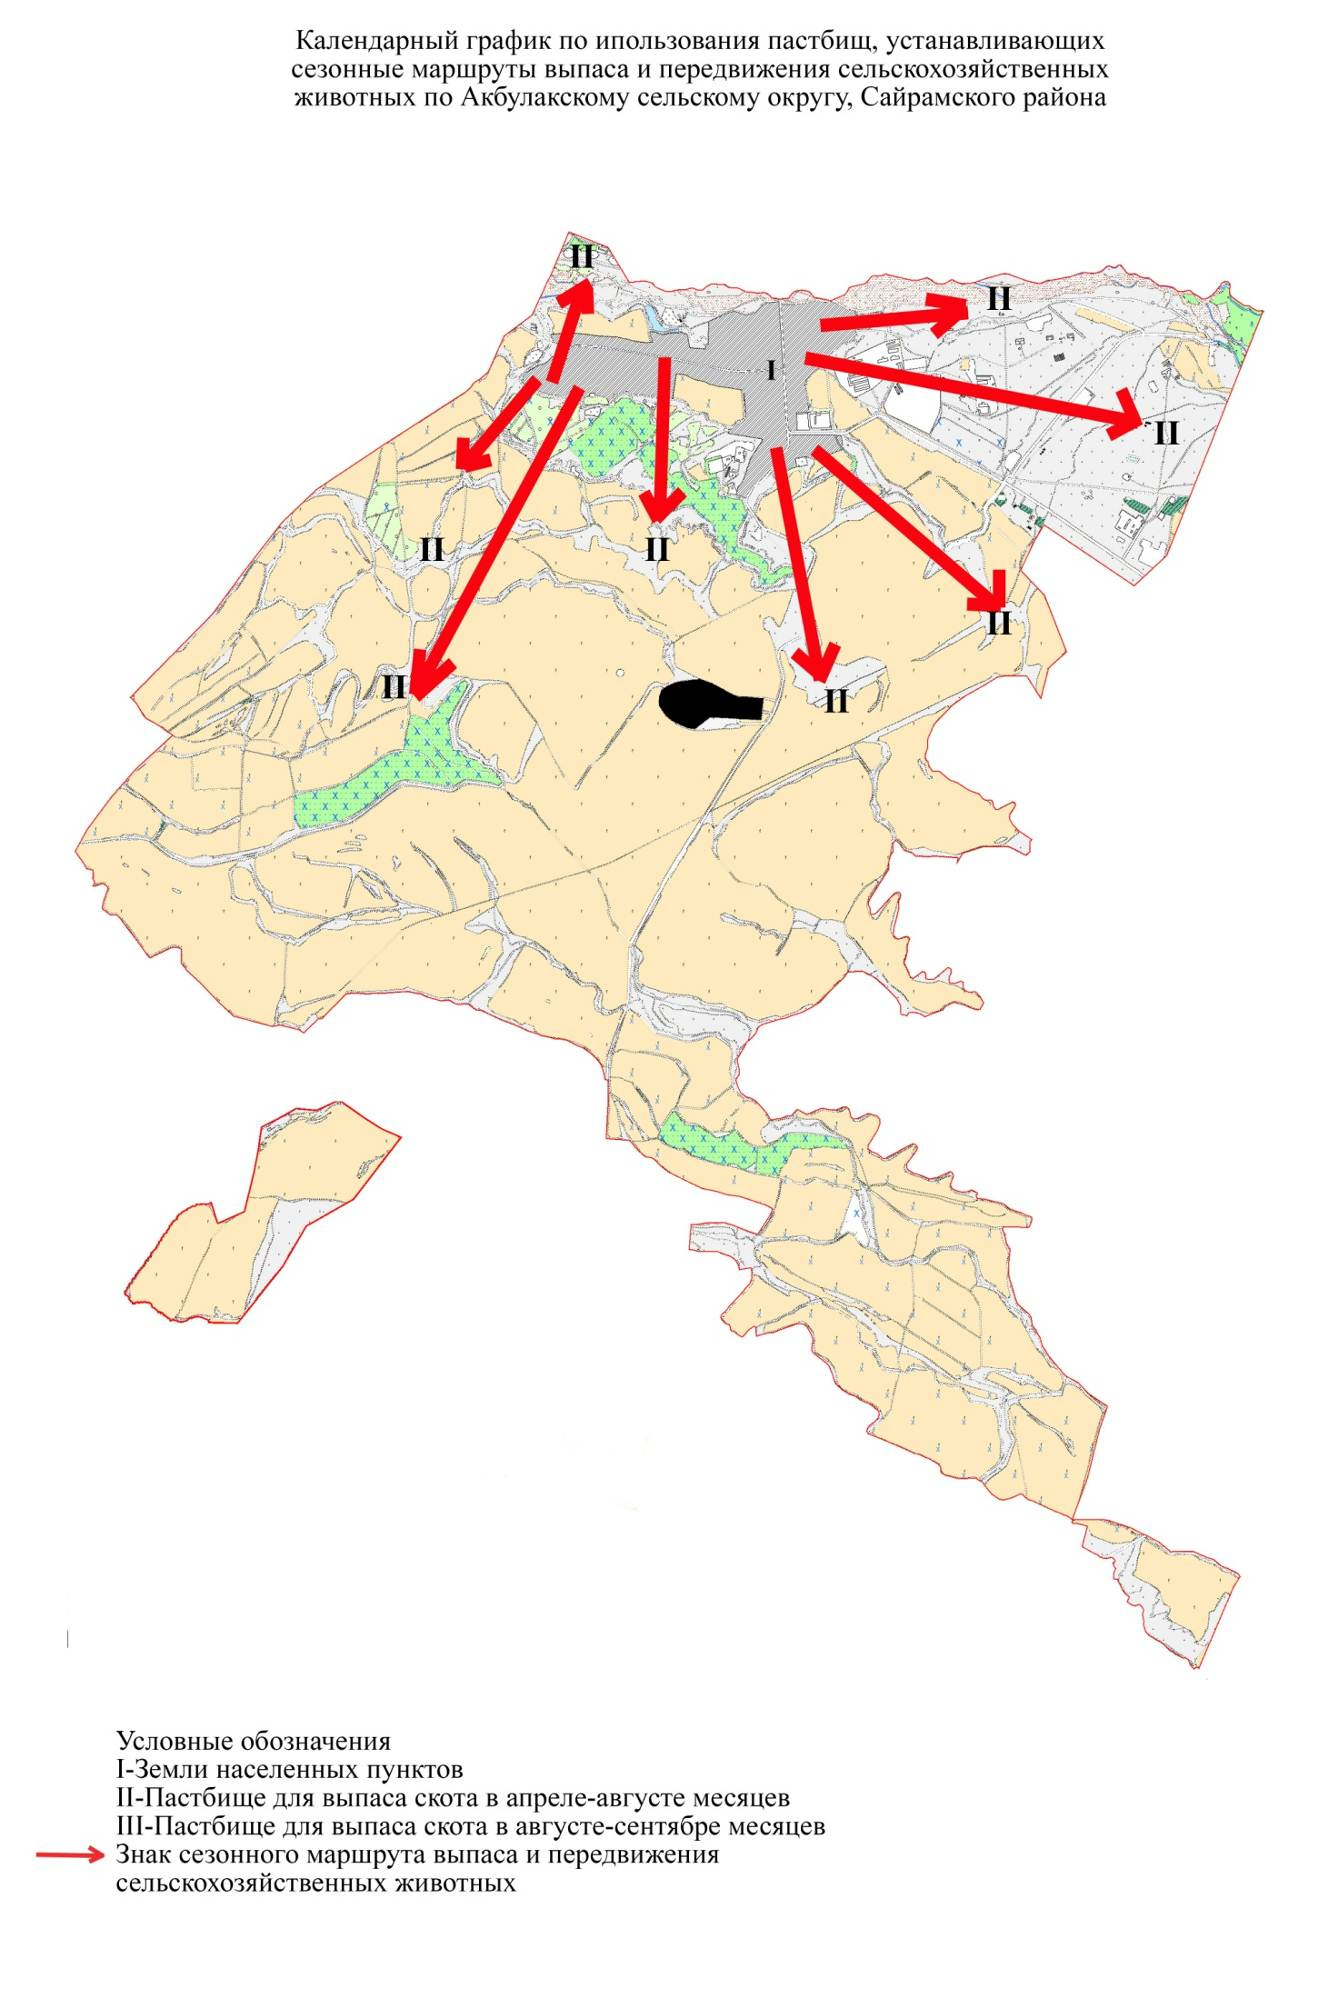 Календарный график по ипользования пастбищ, устанавливающих
сезонные маршруты выпаса и передвижения сельскохозяйственных
животных по Акбулакскому сельскому округу, Сайрамского района
II
II
I
II
II
II
II
II
II
Условные обозначения
I-Земли населенных пунктов
II-Пастбище для выпаса скота в апреле-августе месяцев
III-Пастбище для выпаса скота в августе-сентябре месяцев
Знак сезонного маршрута выпаса и передвижения
сельскохозяйственных животных